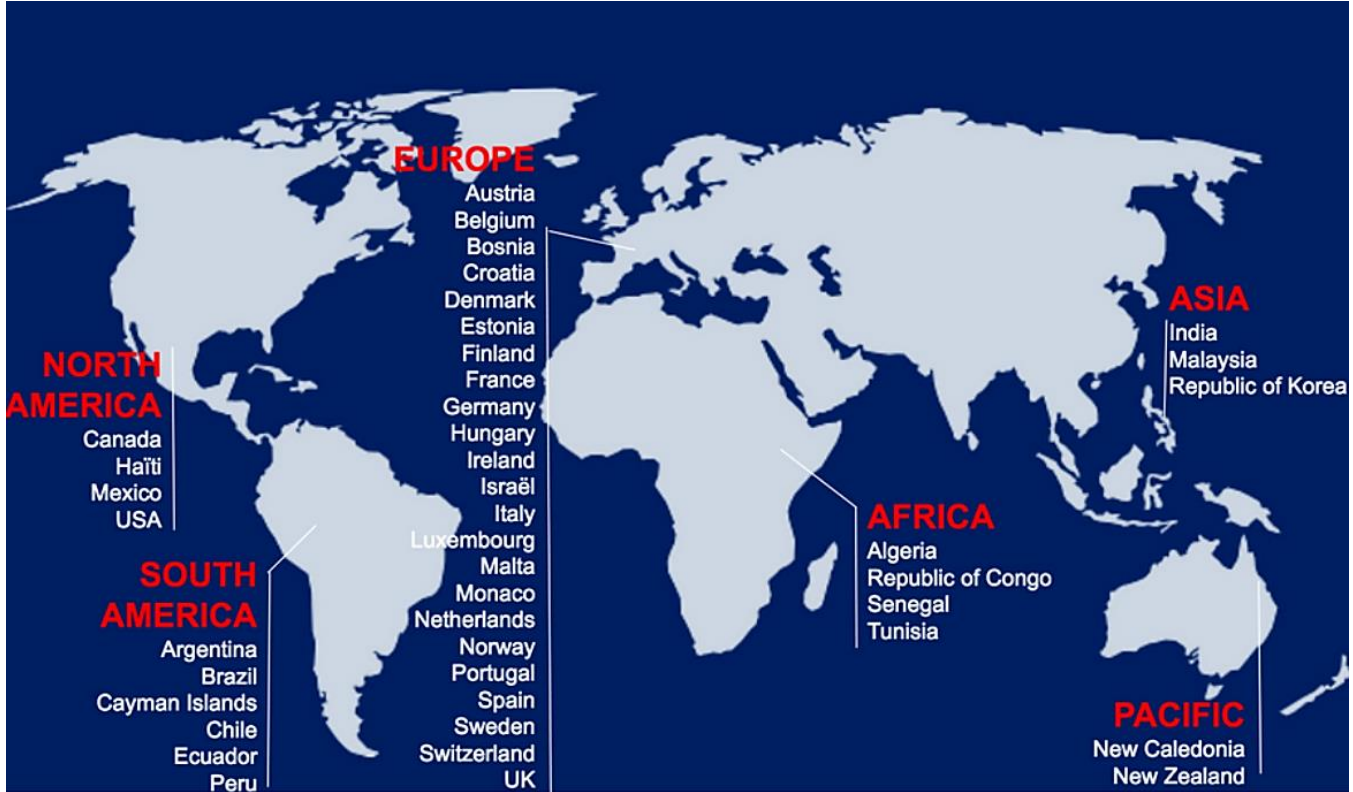 EUROPE
Austria
Belgium
Bosnia
Croatia
Denmark
Estonia
Finland
France
Germany
Hungary
Ireland
Israël
Italy
Luxembourg
Malta
Monaco
Netherlands
Norway
Portugal
Spain
Sweden
Switzerland
UK
NORTH
AMERICA
Canada
Haïti
Mexico
USA
SOUTH
AMERICA
Argentina
Brazil
Cayman Islands
Chile
Ecuador
Peru
AFRICA
Algeria
Republic of Congo
Senegal
Tunisia
ASIA
India
Malaysia
Republic of Korea
PACIFIC
New Caledonia
New Zealand